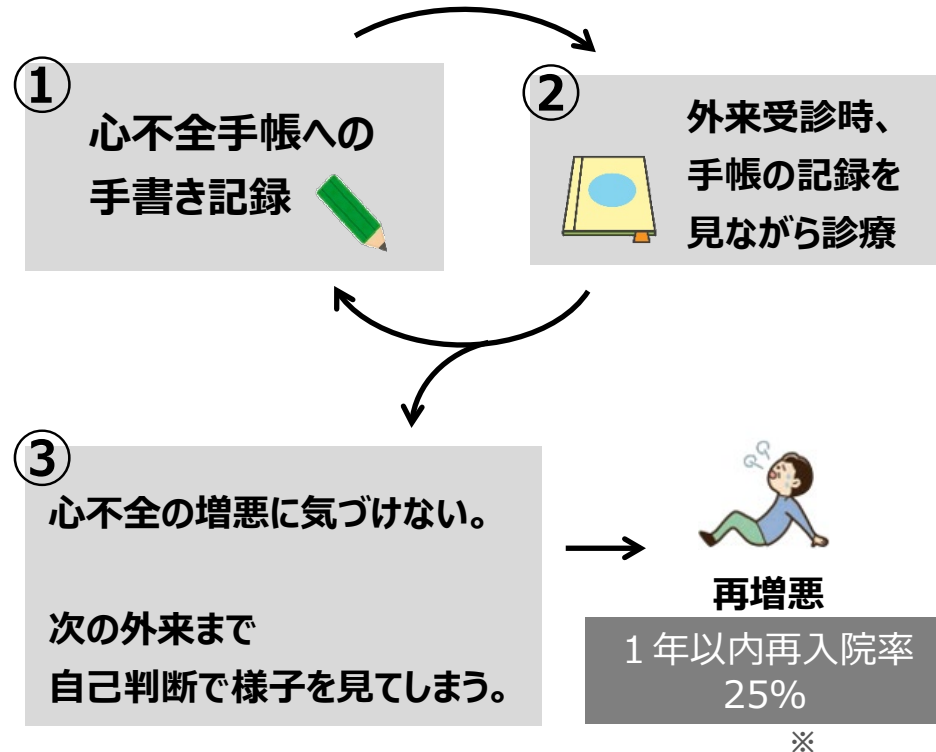 ①
心不全手帳への
手書き記録
②
外来受診時、
手帳の記録を
見ながら診療
③
心不全の増悪に気づけない。
次の外来まで
自己判断で様子を見てしまう。
再増悪
１年以内再入院率
25%
※